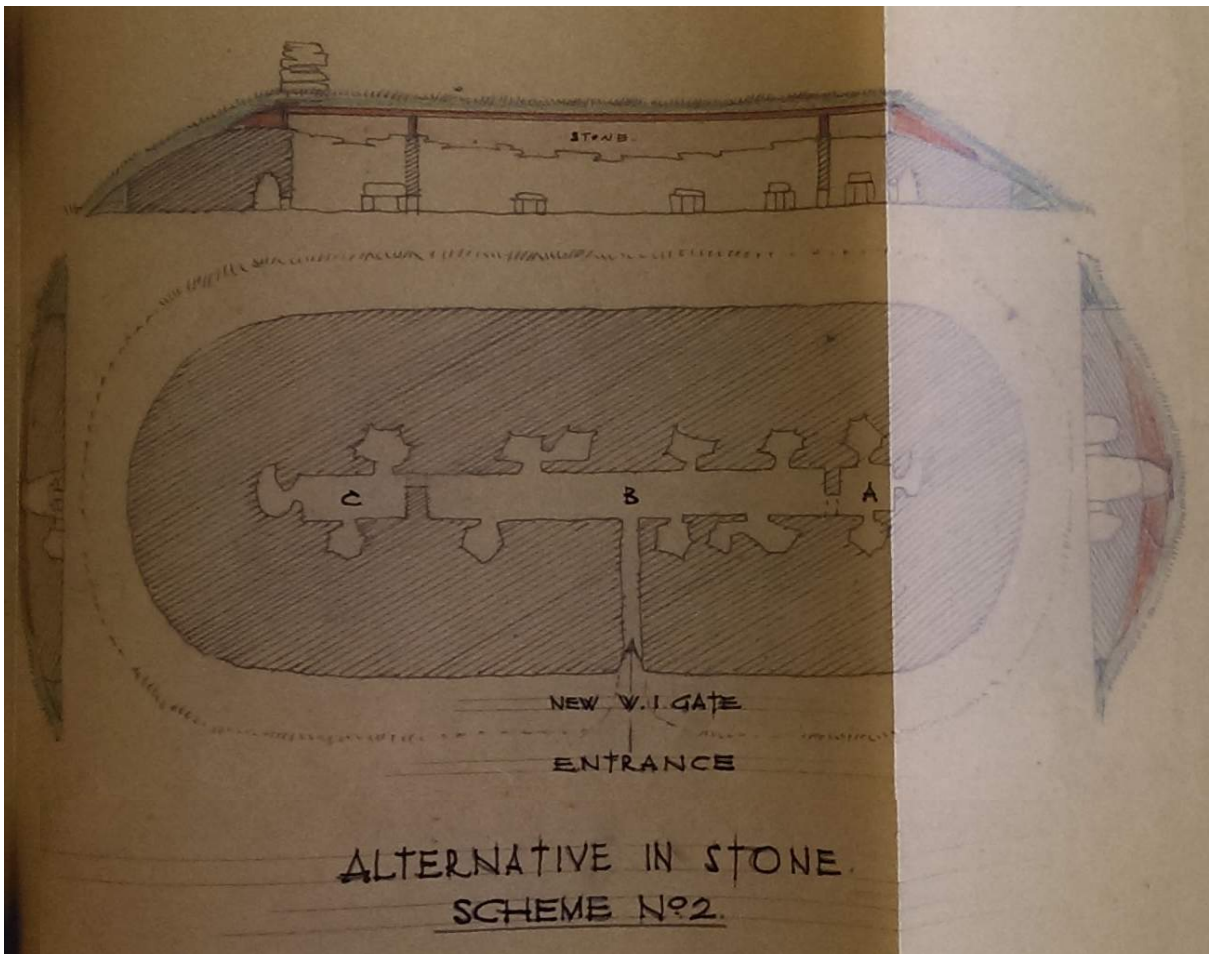 STONE.
C B A
NEW W.I. GATE
ENTRANCE
ALTERNATIVE IN STONE.
SCHEME Nº2.